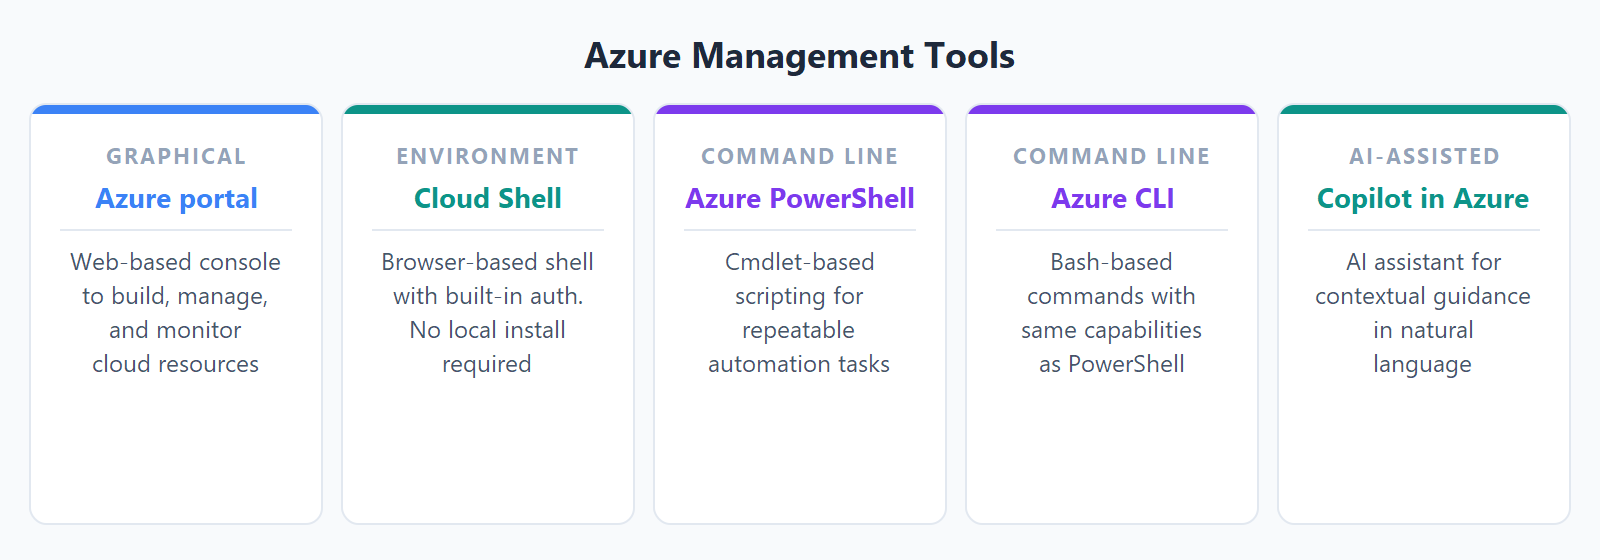 Azure Management Tools
GRAPHICAL
Azure portal
Web-based console
to build, manage,
and monitor
cloud resources
ENVIRONMENT
Cloud Shell
Browser-based shell
with built-in auth.
No local install
required
COMMAND LINE
Azure PowerShell
Cmdlet-based
scripting for
repeatable
automation tasks
COMMAND LINE
Azure CLI
Bash-based
commands with
same capabilities
as PowerShell
AI-ASSISTED
Copilot in Azure
AI assistant for
contextual guidance
in natural
language